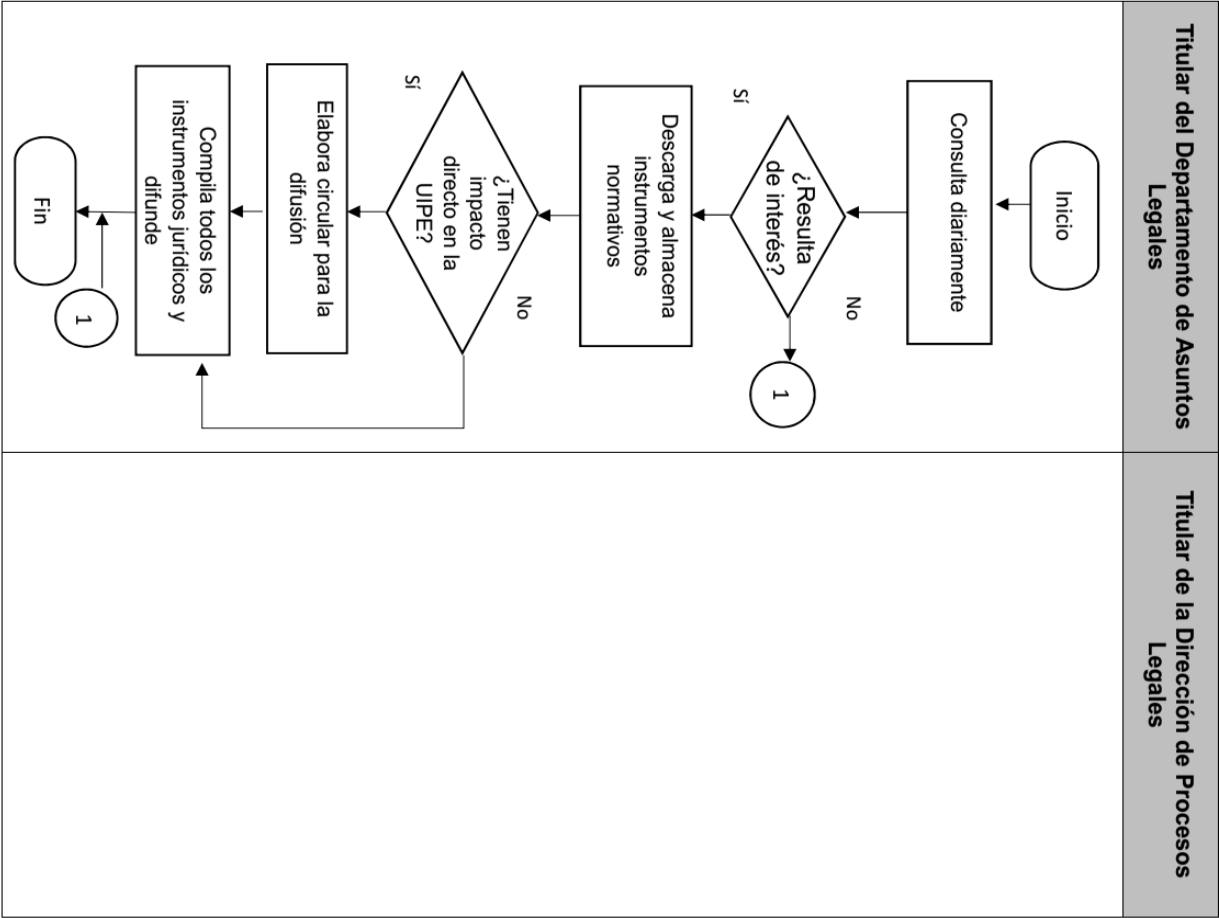 Titular del Departamento de Asuntos
Legales
Titular de la Dirección de Procesos
Legales
Inicio
Consulta diariamente
¿Resulta
de interés?
No
Sí
1
Descarga y almacena
instrumentos
normativos
¿Tienen
impacto
directo en la
UIPE?
No
Sí
Elabora circular para la
difusión
Compila todos los
instrumentos jurídicos y
difunde
1
Fin